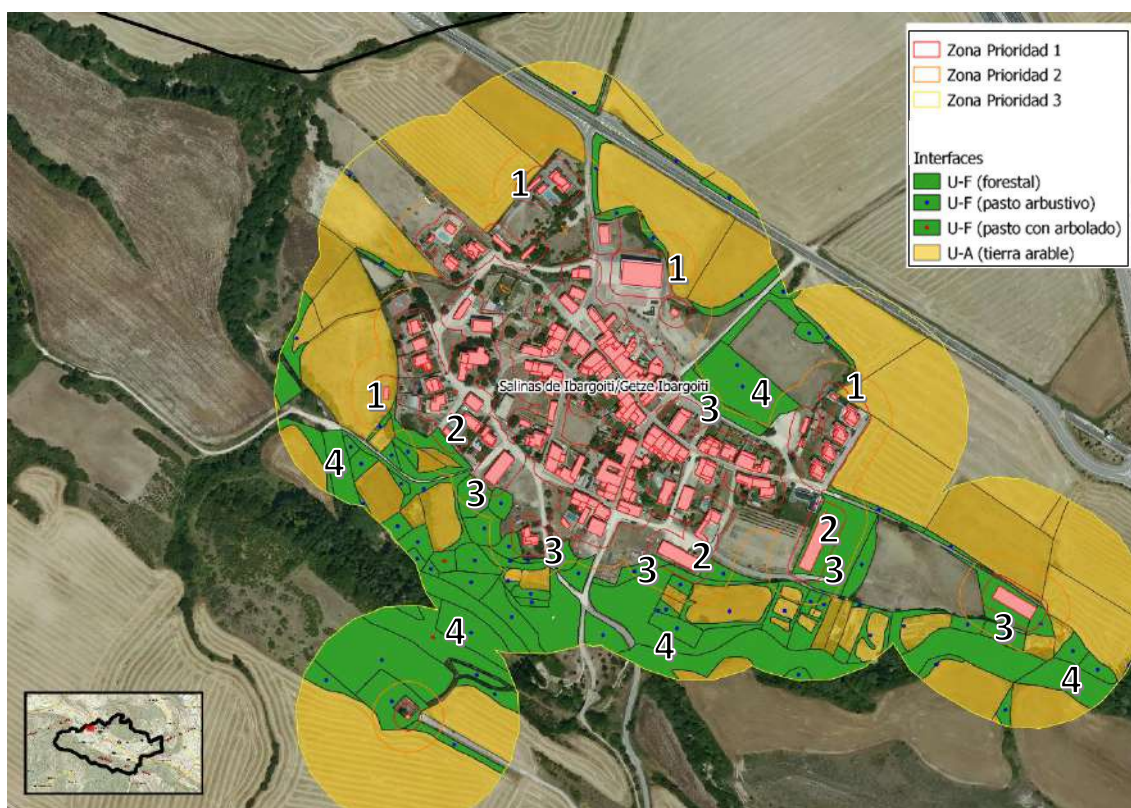 Zona Prioridad 1
Zona Prioridad 2
Zona Prioridad 3
Interfaces
U-F (forestal)
U-F (pasto arbustivo)
U-F (pasto con arbolado)
U-A (tierra arable)
1
1
Salinas de Ibargoiti/Getze Ibargoiti
1
4
1
3
2
4
3
2
2
3
3
3
3
4
4
4